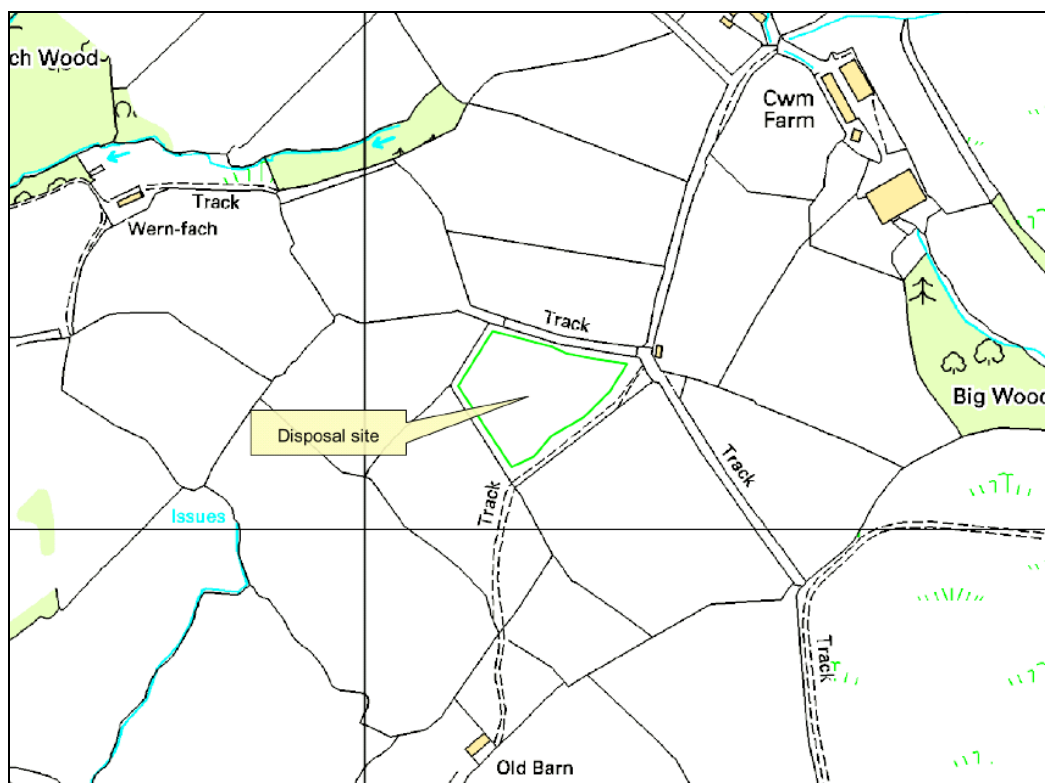 ch Wood
Cwm
Farm
Track
Wern-fach
Track
Big Wood
Disposal site
Track
Track
Issues
Track
Old Barn